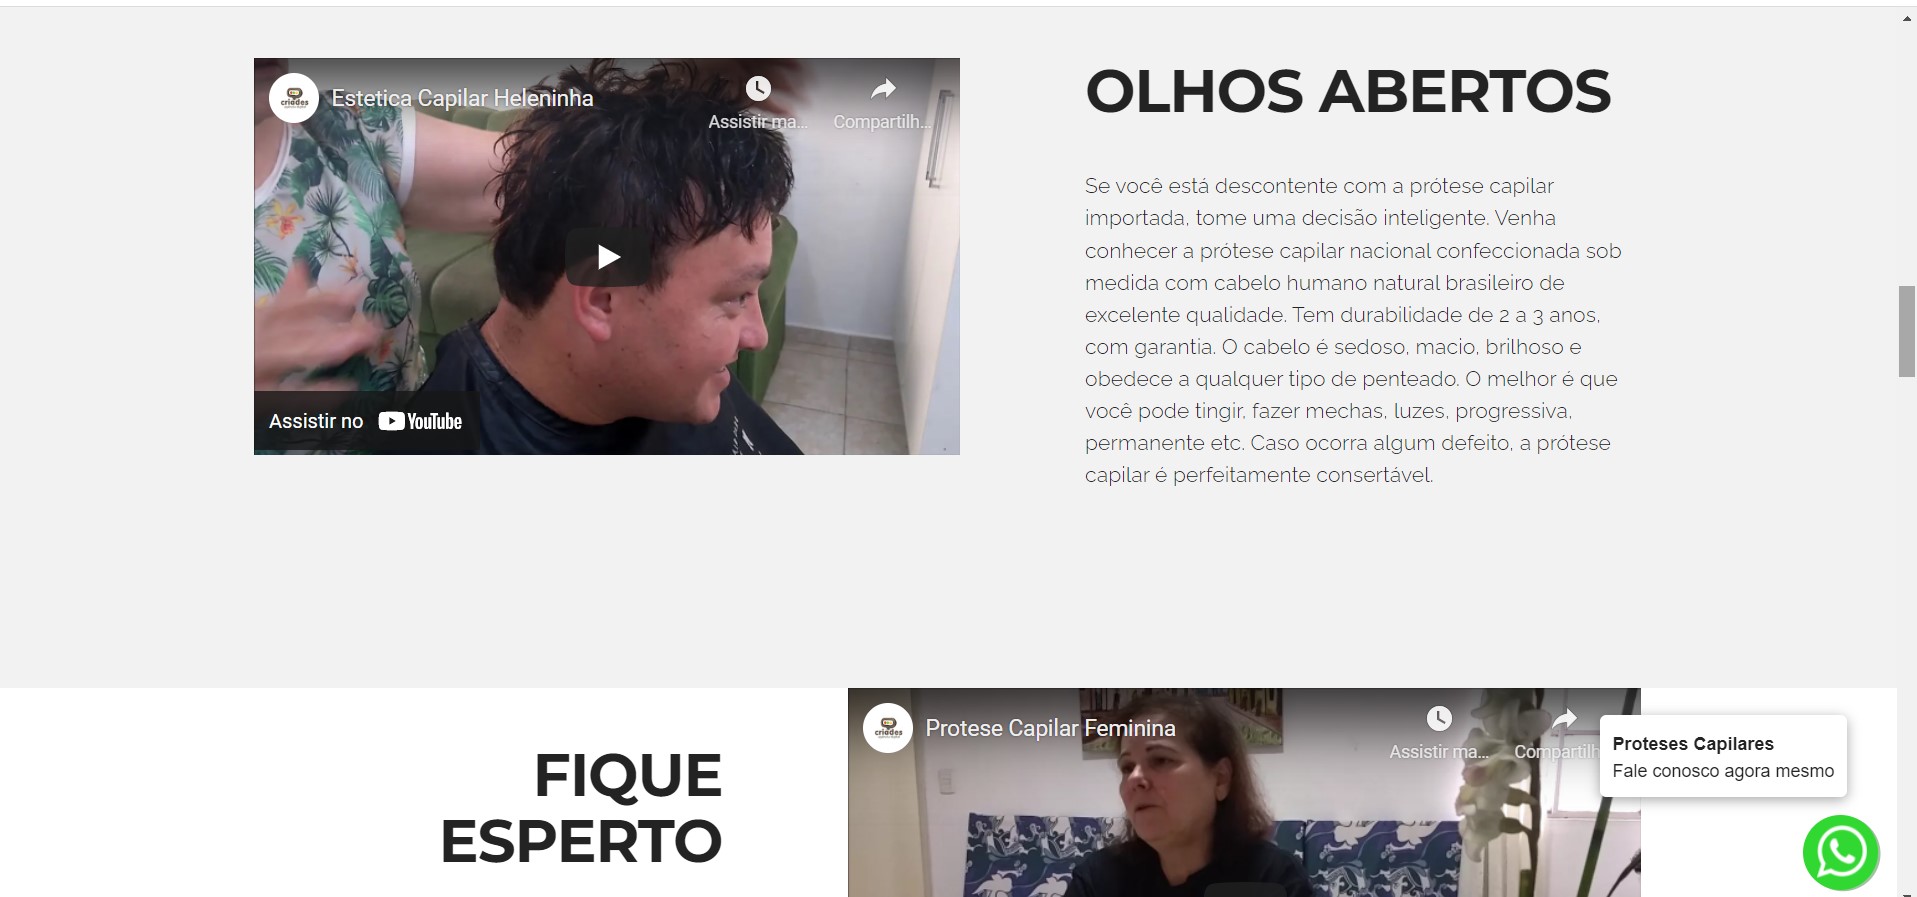 criades
Estetica Capilar Heleninha
Assistir ma...
Compartilh...
Assistir no YouTube
OLHOS ABERTOS
Se você está descontente com a prótese capilar
importada, tome uma decisão inteligente. Venha
conhecer a prótese capilar nacional confeccionada sob
medida com cabelo humano natural brasileiro de
excelente qualidade. Tem durabilidade de 2 a 3 anos,
com garantia. O cabelo é sedoso, macio, brilhoso e
obedece a qualquer tipo de penteado. O melhor é que
você pode tingir, fazer mechas, luzes, progressiva,
permanente etc. Caso ocorra algum defeito, a prótese
capilar é perfeitamente consertável.
FIQUE
ESPERTO
criades
Protese Capilar Feminina
Assistir ma...
Compartilh
Proteses Capilares
Fale conosco agora mesmo